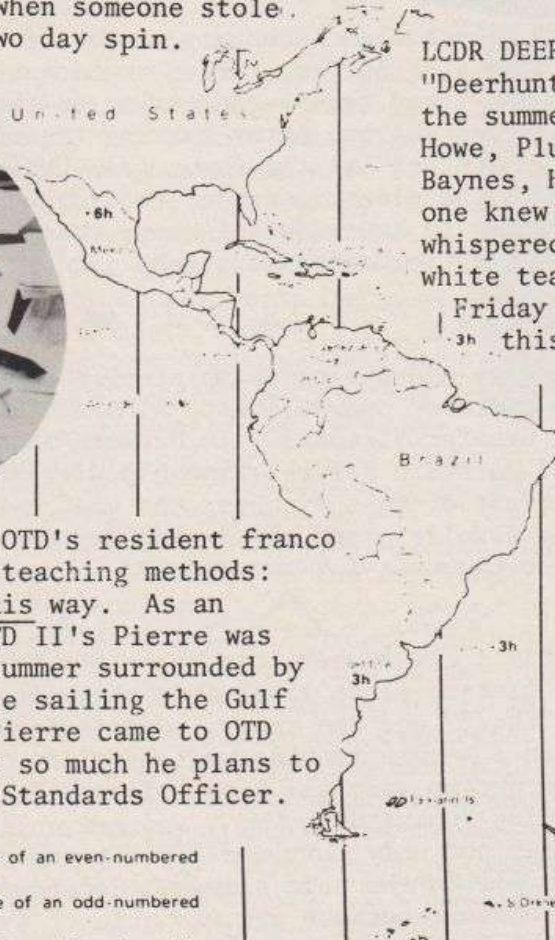 when someone stole
two day spin.
United States
LCDR DEER
"Deerhunt
the summe
Howe, Plu
Baynes, H
one knew
whispered
white tea
Friday
-3h this
-6h
Brazil
OTD's resident franco
teaching methods:
is way. As an
TD II's Pierre was
ummer surrounded by
e sailing the Gulf
ierre came to OTD
so much he plans to
Standards Officer.
-3h
3h
of an even-numbered
e of an odd-numbered